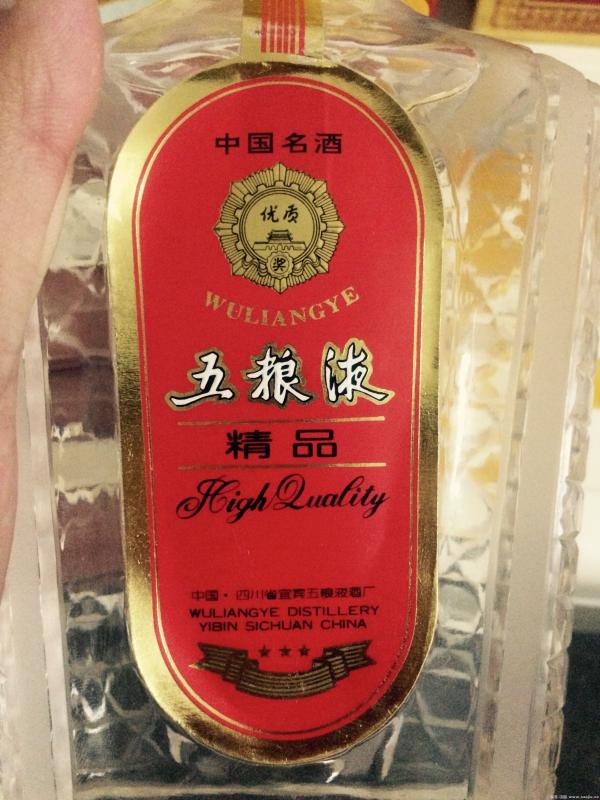 中国名酒
优质
奖
WULIANGYE
五粮液
精品
High Quality
中国·四川省宜宾五粮液酒厂
WULIANGYE DISTILLERY
YIBIN SICHUAN CHINA